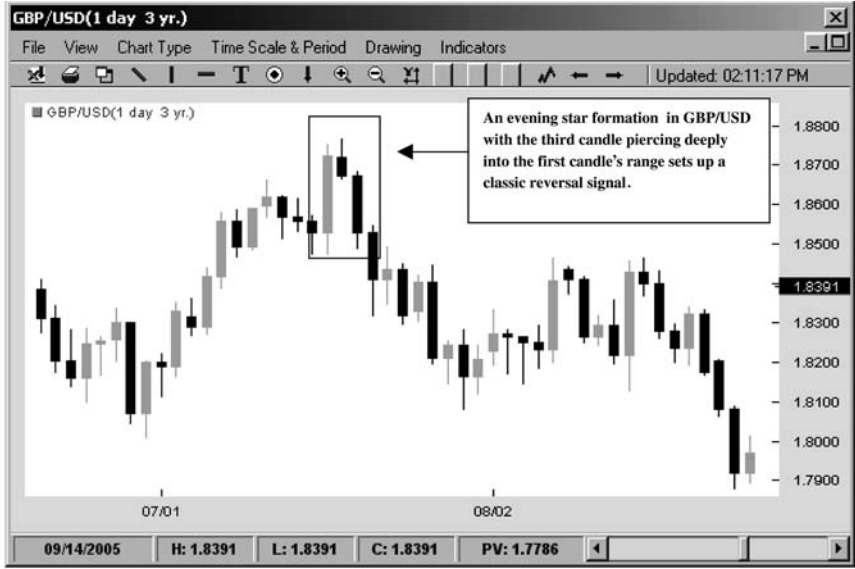 GBP/USD(1 day 3 yr.)
File View Chart Type Time Scale & Period Drawing Indicators
T Updated: 02:11:17 PM
GBP/USD(1 day 3 yr.)
An evening star formation in GBP/USD
with the third candle piercing deeply
into the first candle's range sets up a
classic reversal signal.
1.8800
1.8700
1.8600
1.8500
1.8391
1.8300
1.8200
1.8100
1.8000
1.7900
07/01 08/02
09/14/2005 H: 1.8391 L: 1.8391 C: 1.8391 PV: 1.7786